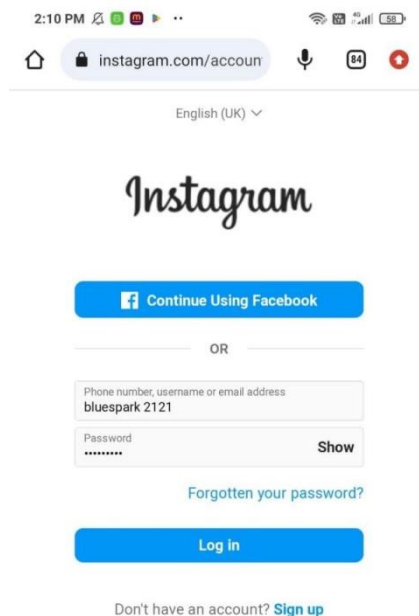 2:10 PM
4G
58
instagram.com/accoun
84
English (UK)
Instagram
Continue Using Facebook
OR
Phone number, username or email address
bluespark 2121
Password
•••••••••
Show
Forgotten your password?
Log in
Don't have an account? Sign up